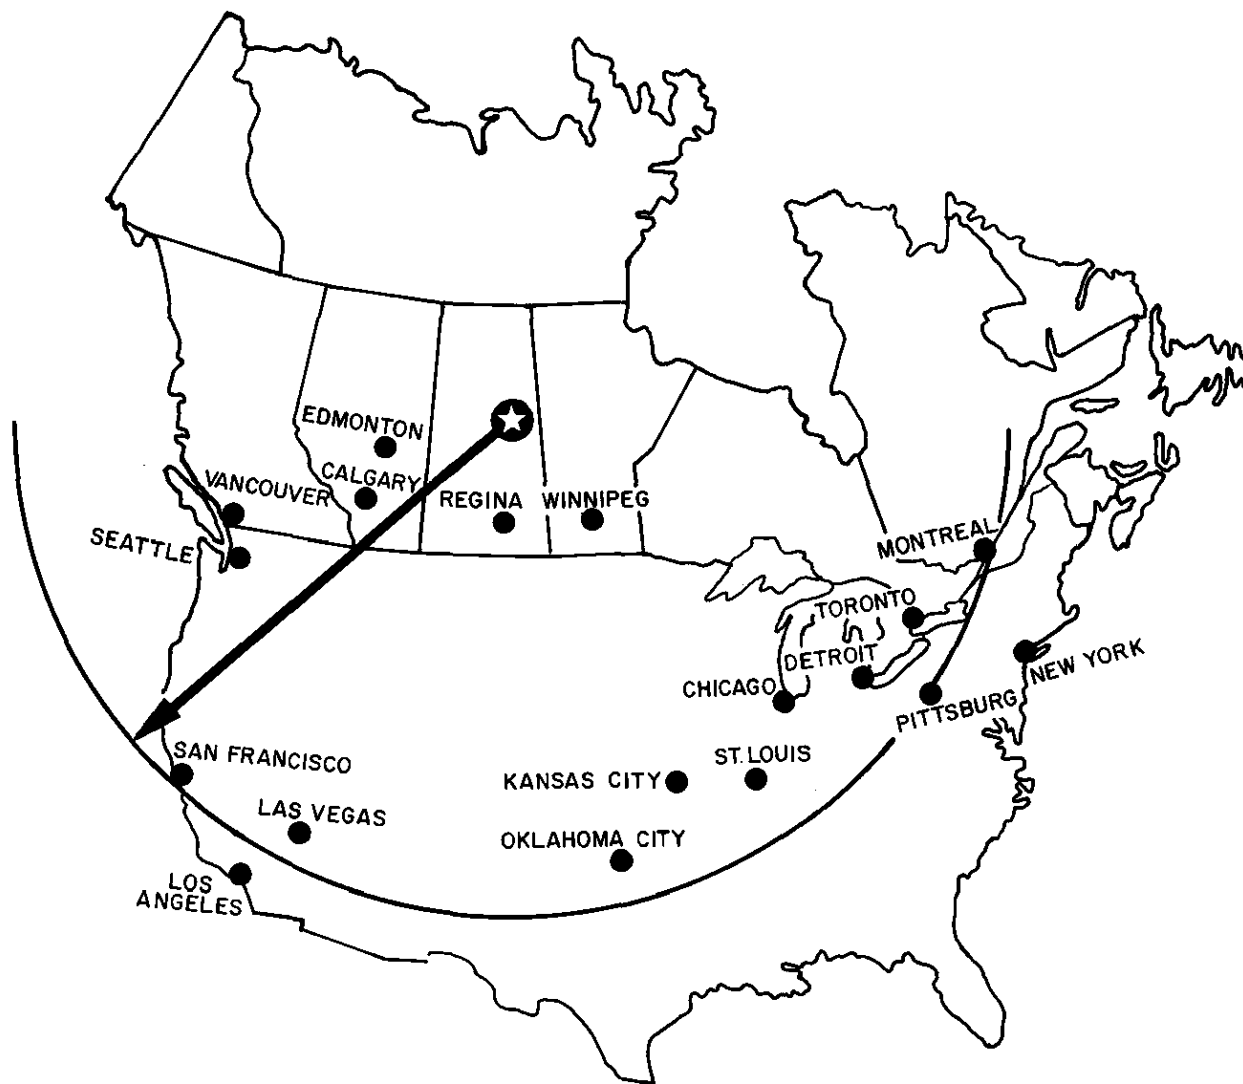 EDMONTON
CALGARY
VANCOUVER
REGINA
WINNIPEG
SEATTLE
MONTREAL
TORONTO
DETROIT
NEW YORK
CHICAGO
PITTSBURG
SAN FRANCISCO
ST. LOUIS
KANSAS CITY
LAS VEGAS
OKLAHOMA CITY
LOS
ANGELES